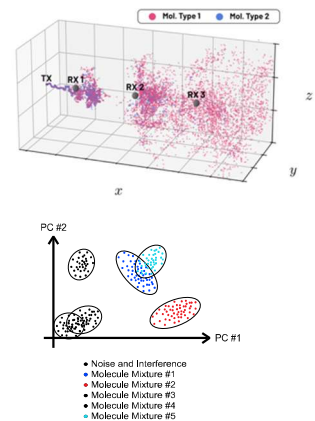 Mol. Type 1 Mol. Type 2
TX RX 1 RX 2 RX 3
z
y
x
PC #2
PC #1
Noise and Interference
Molecule Mixture #1
Molecule Mixture #2
Molecule Mixture #3
Molecule Mixture #4
Molecule Mixture #5